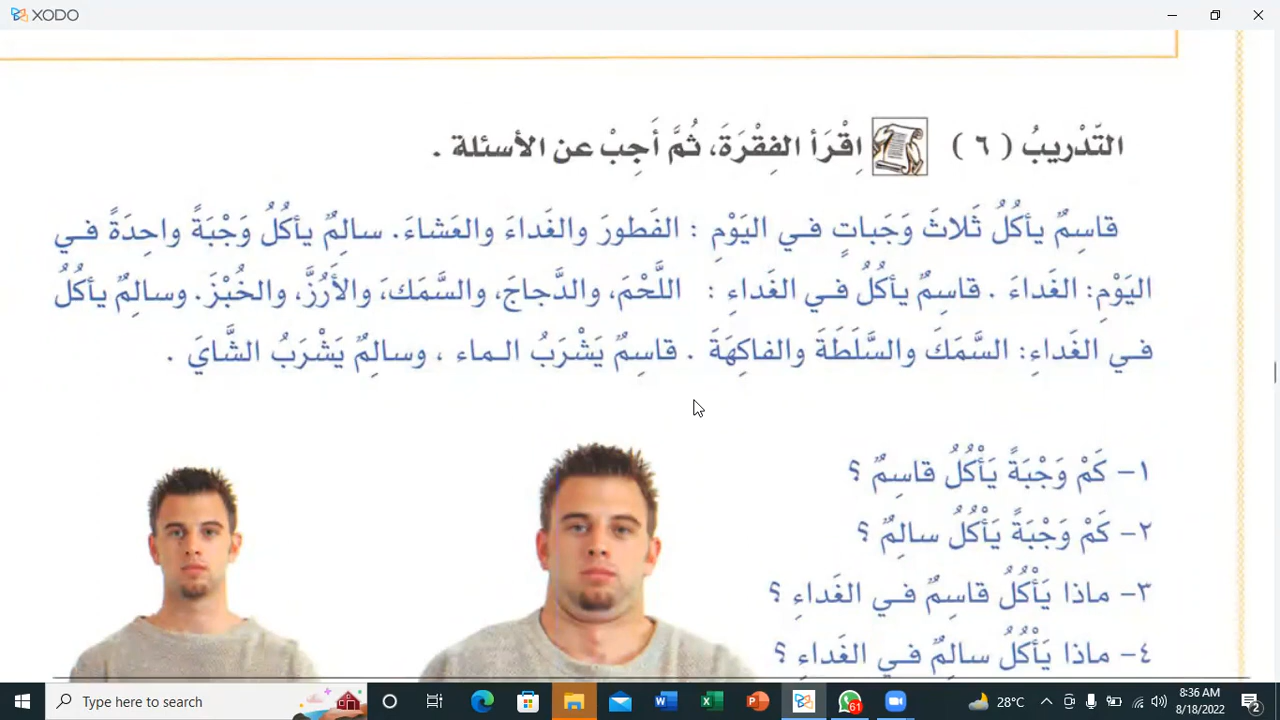 XODO
التّدْريبُ ( ٦ ) اِقْرَأ الفِقْرَةَ، ثُمَّ أَجِبْ عن الأسئلة .
قاسِمٌ يأكُلُ ثَلاثَ وَجَباتٍ في اليَوْمِ : الفَطورَ والغَداءَ والعَشاءَ. سالِمٌ يأكُلُ وَجْبَةً واحِدَةً في
اليَوْمِ: الغَداءَ . قاسِمٌ يأكُلُ في الغَداءِ : اللَّحْمَ، والدَّجاجَ، والسَّمَكَ، والأَرُزَّ، والخُبْزَ. وسالِمٌ يأكُلُ
في الغَداءِ: السَّمَكَ والسَّلَطَةَ والفاكِهَةَ . قاسِمٌ يَشْرَبُ الماء ، وسالِمٌ يَشْرَبُ الشَّايَ .
١- كَمْ وَجْبَةً يَأْكُلُ قاسِمٌ ؟
٢- كَمْ وَجْبَةً يَأْكُلُ سالِمٌ ؟
٣- ماذا يَأْكُلُ قاسِمٌ في الغَداءِ ؟
٤- ماذا يَأْكُلُ سالِمٌ في الغَداءِ ؟
Type here to search
61
28°C
8:36 AM
8/18/2022
2